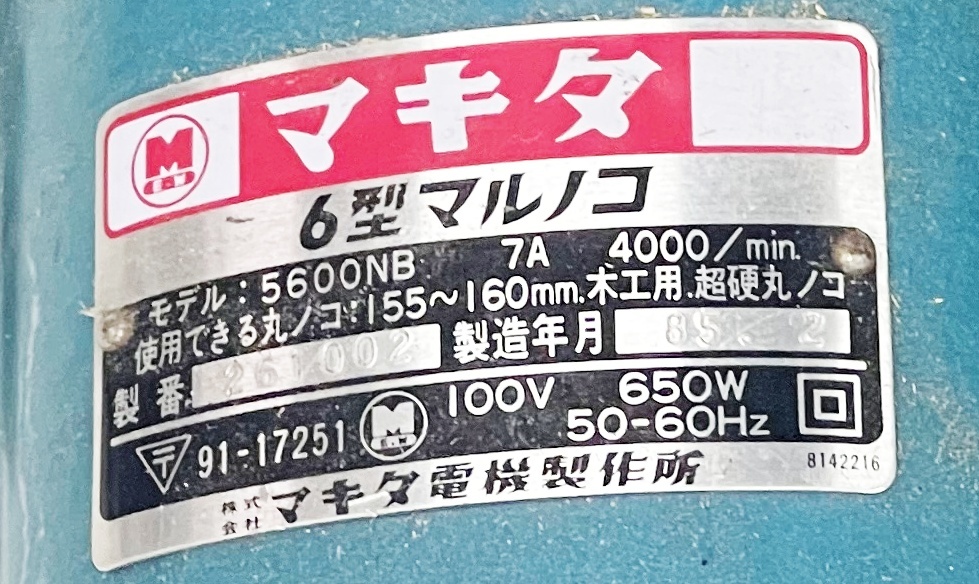 M
マキタ
6型マルノコ
モデル:5600NB 7A 4000/min.
使用できる丸ノコ:155~160mm.木工用.超硬丸ノコ
製番. 261002 製造年月 85 2
〒 91-17251 M 100V 650W
50-60Hz
株式会社 マキタ電機製作所 8142216